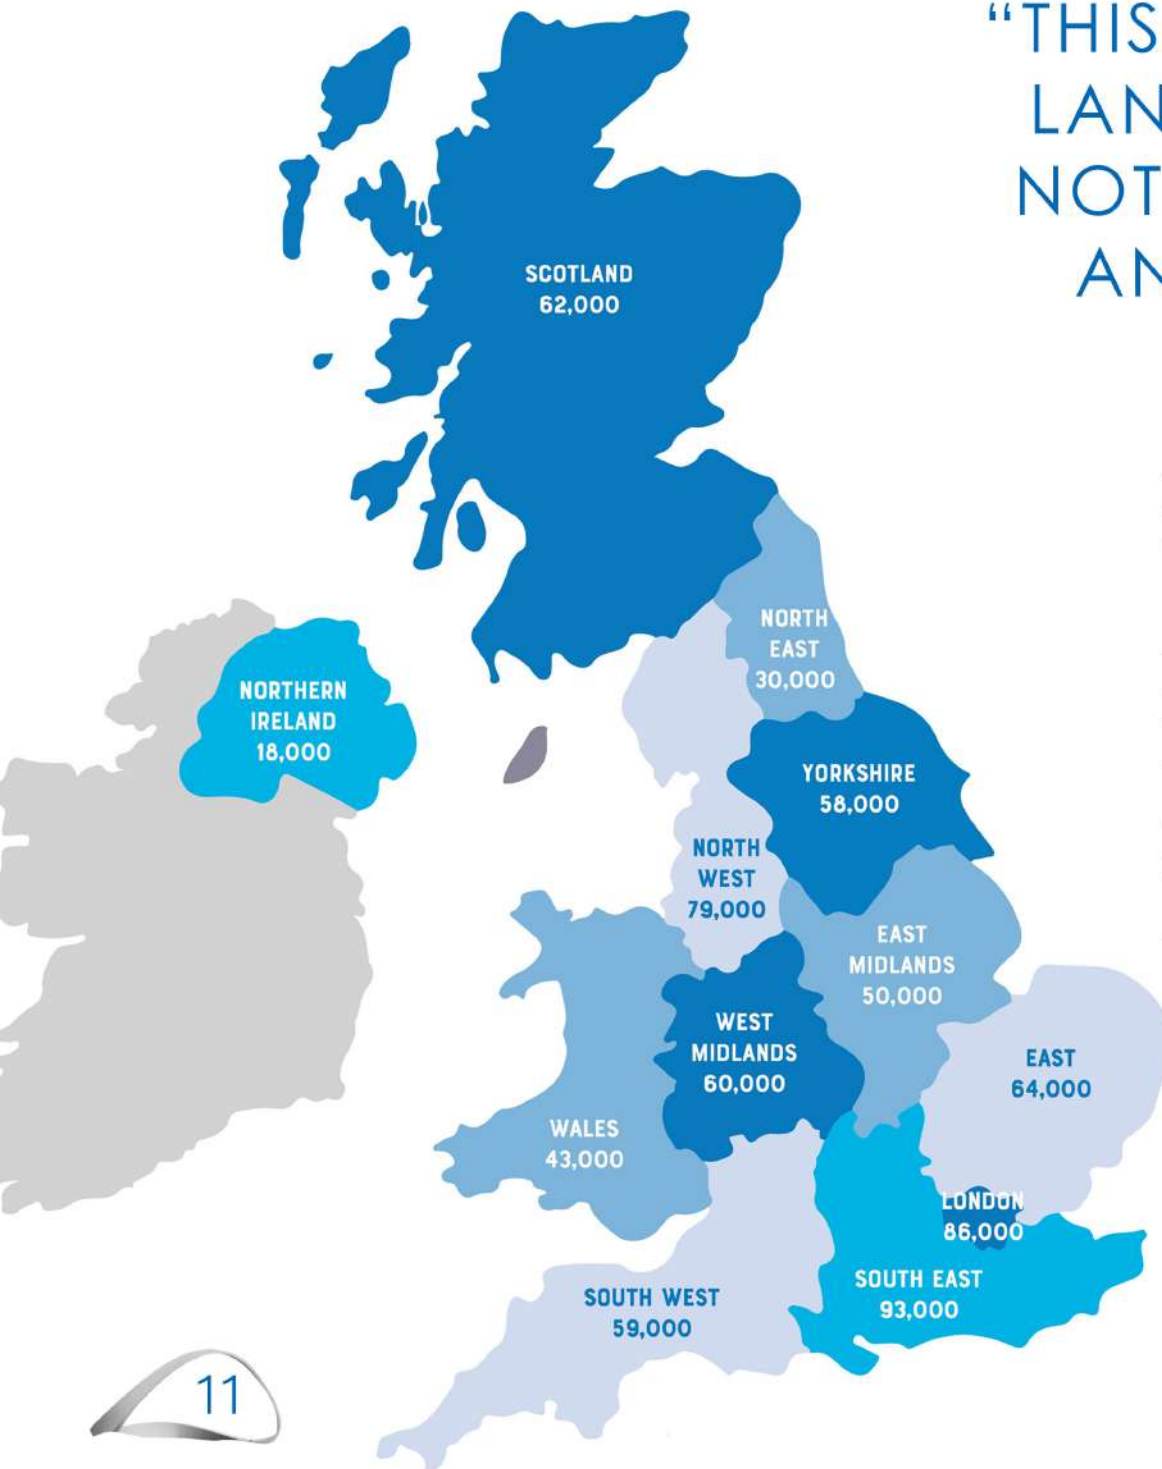 “THIS
LAN
NOT
AN
SCOTLAND
62,000
NORTH
EAST
30,000
NORTHERN
IRELAND
18,000
YORKSHIRE
58,000
NORTH
WEST
79,000
EAST
MIDLANDS
50,000
WEST
MIDLANDS
60,000
EAST
64,000
WALES
43,000
LONDON
86,000
SOUTH EAST
93,000
SOUTH WEST
59,000
11